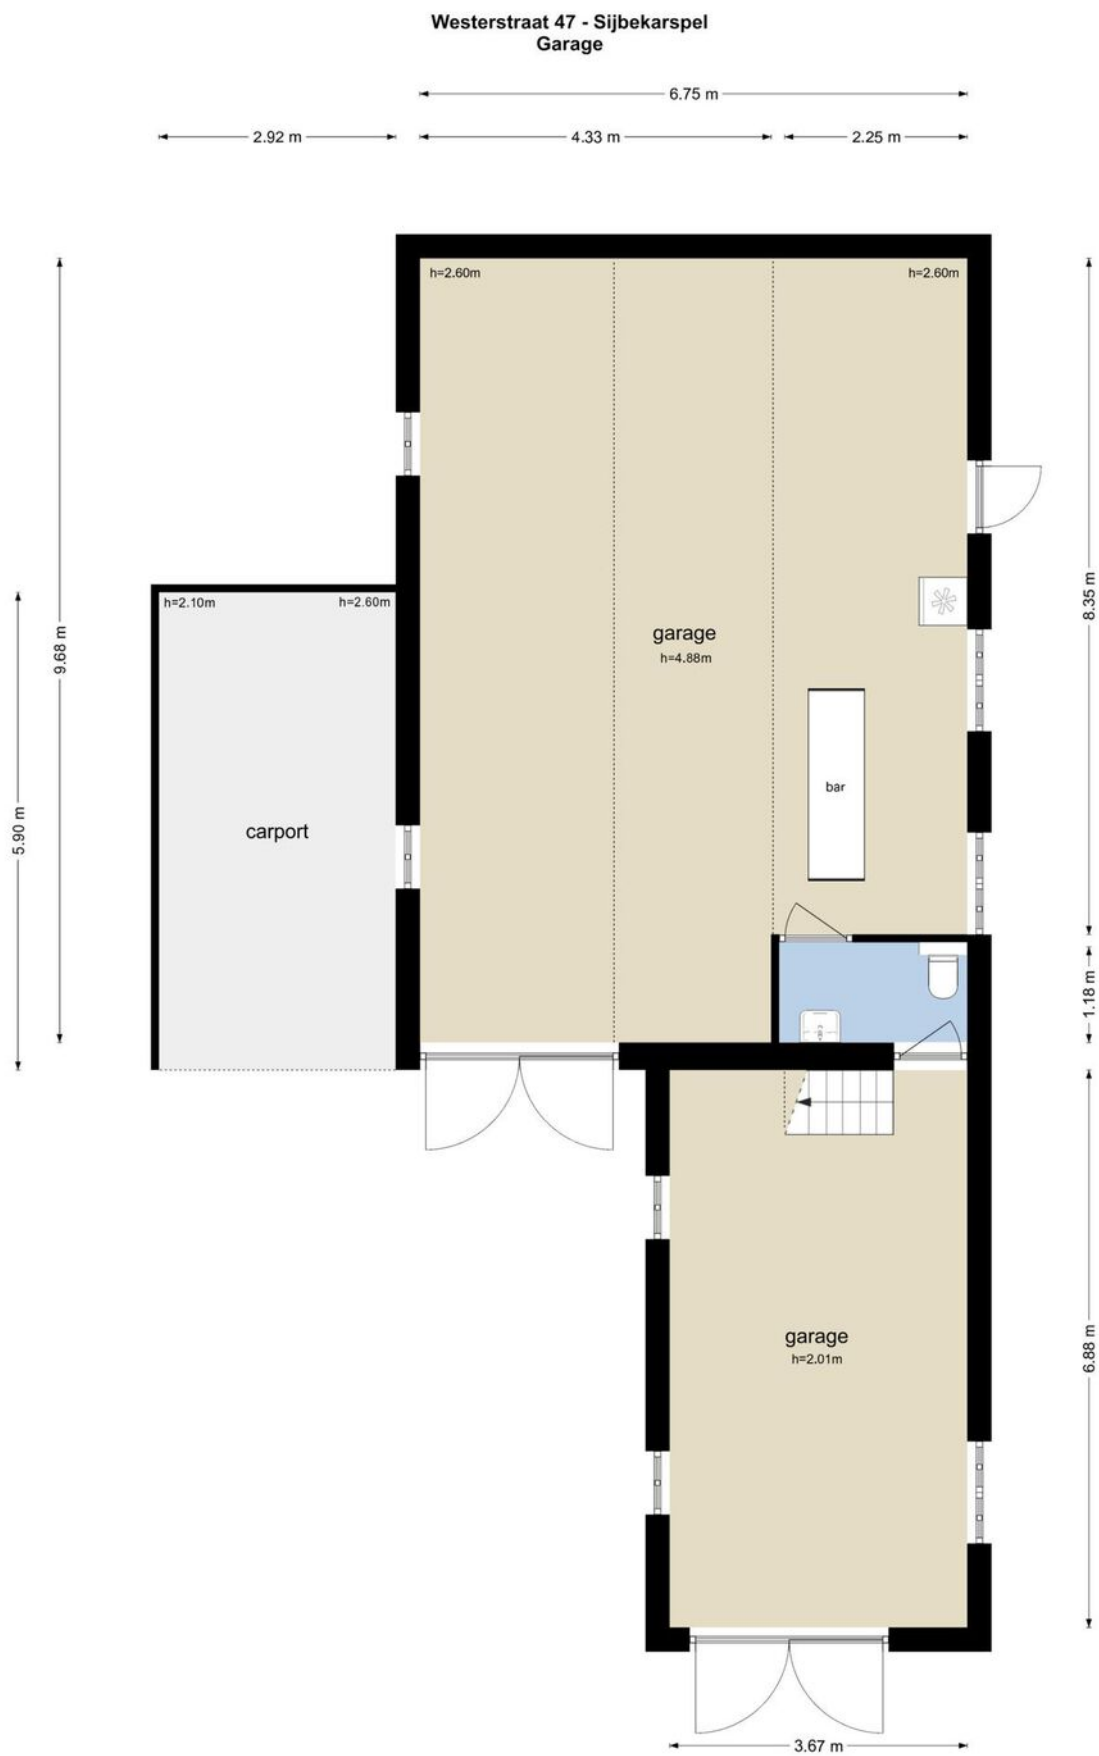 Westerstraat 47 - Sijbekarspel
Garage
6.75 m
2.92 m
4.33 m
2.25 m
h=2.60m
h=2.60m
9.68 m
8.35 m
h=2.10m
h=2.60m
garage
h=4.88m
5.90 m
carport
bar
1.18 m
garage
h=2.01m
6.88 m
3.67 m